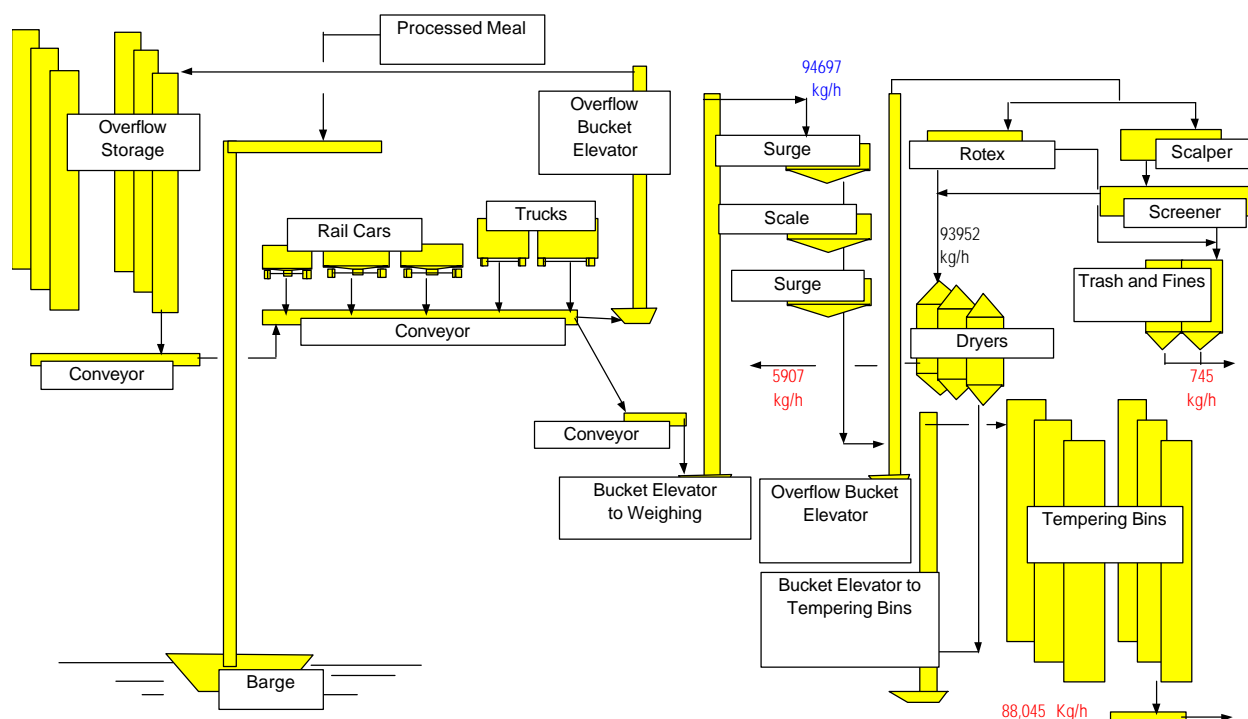 Processed Meal
94697
kg/h
Overflow
Storage
Overflow
Bucket
Elevator
Surge
Rotex
Scalper
Rail Cars
Trucks
Scale
Screener
93952
kg/h
Surge
Trash and Fines
Conveyor
Dryers
Conveyor
5907
kg/h
745
kg/h
Conveyor
Bucket Elevator
to Weighing
Overflow Bucket
Elevator
Tempering Bins
Bucket Elevator to
Tempering Bins
Barge
88,045 Kg/h